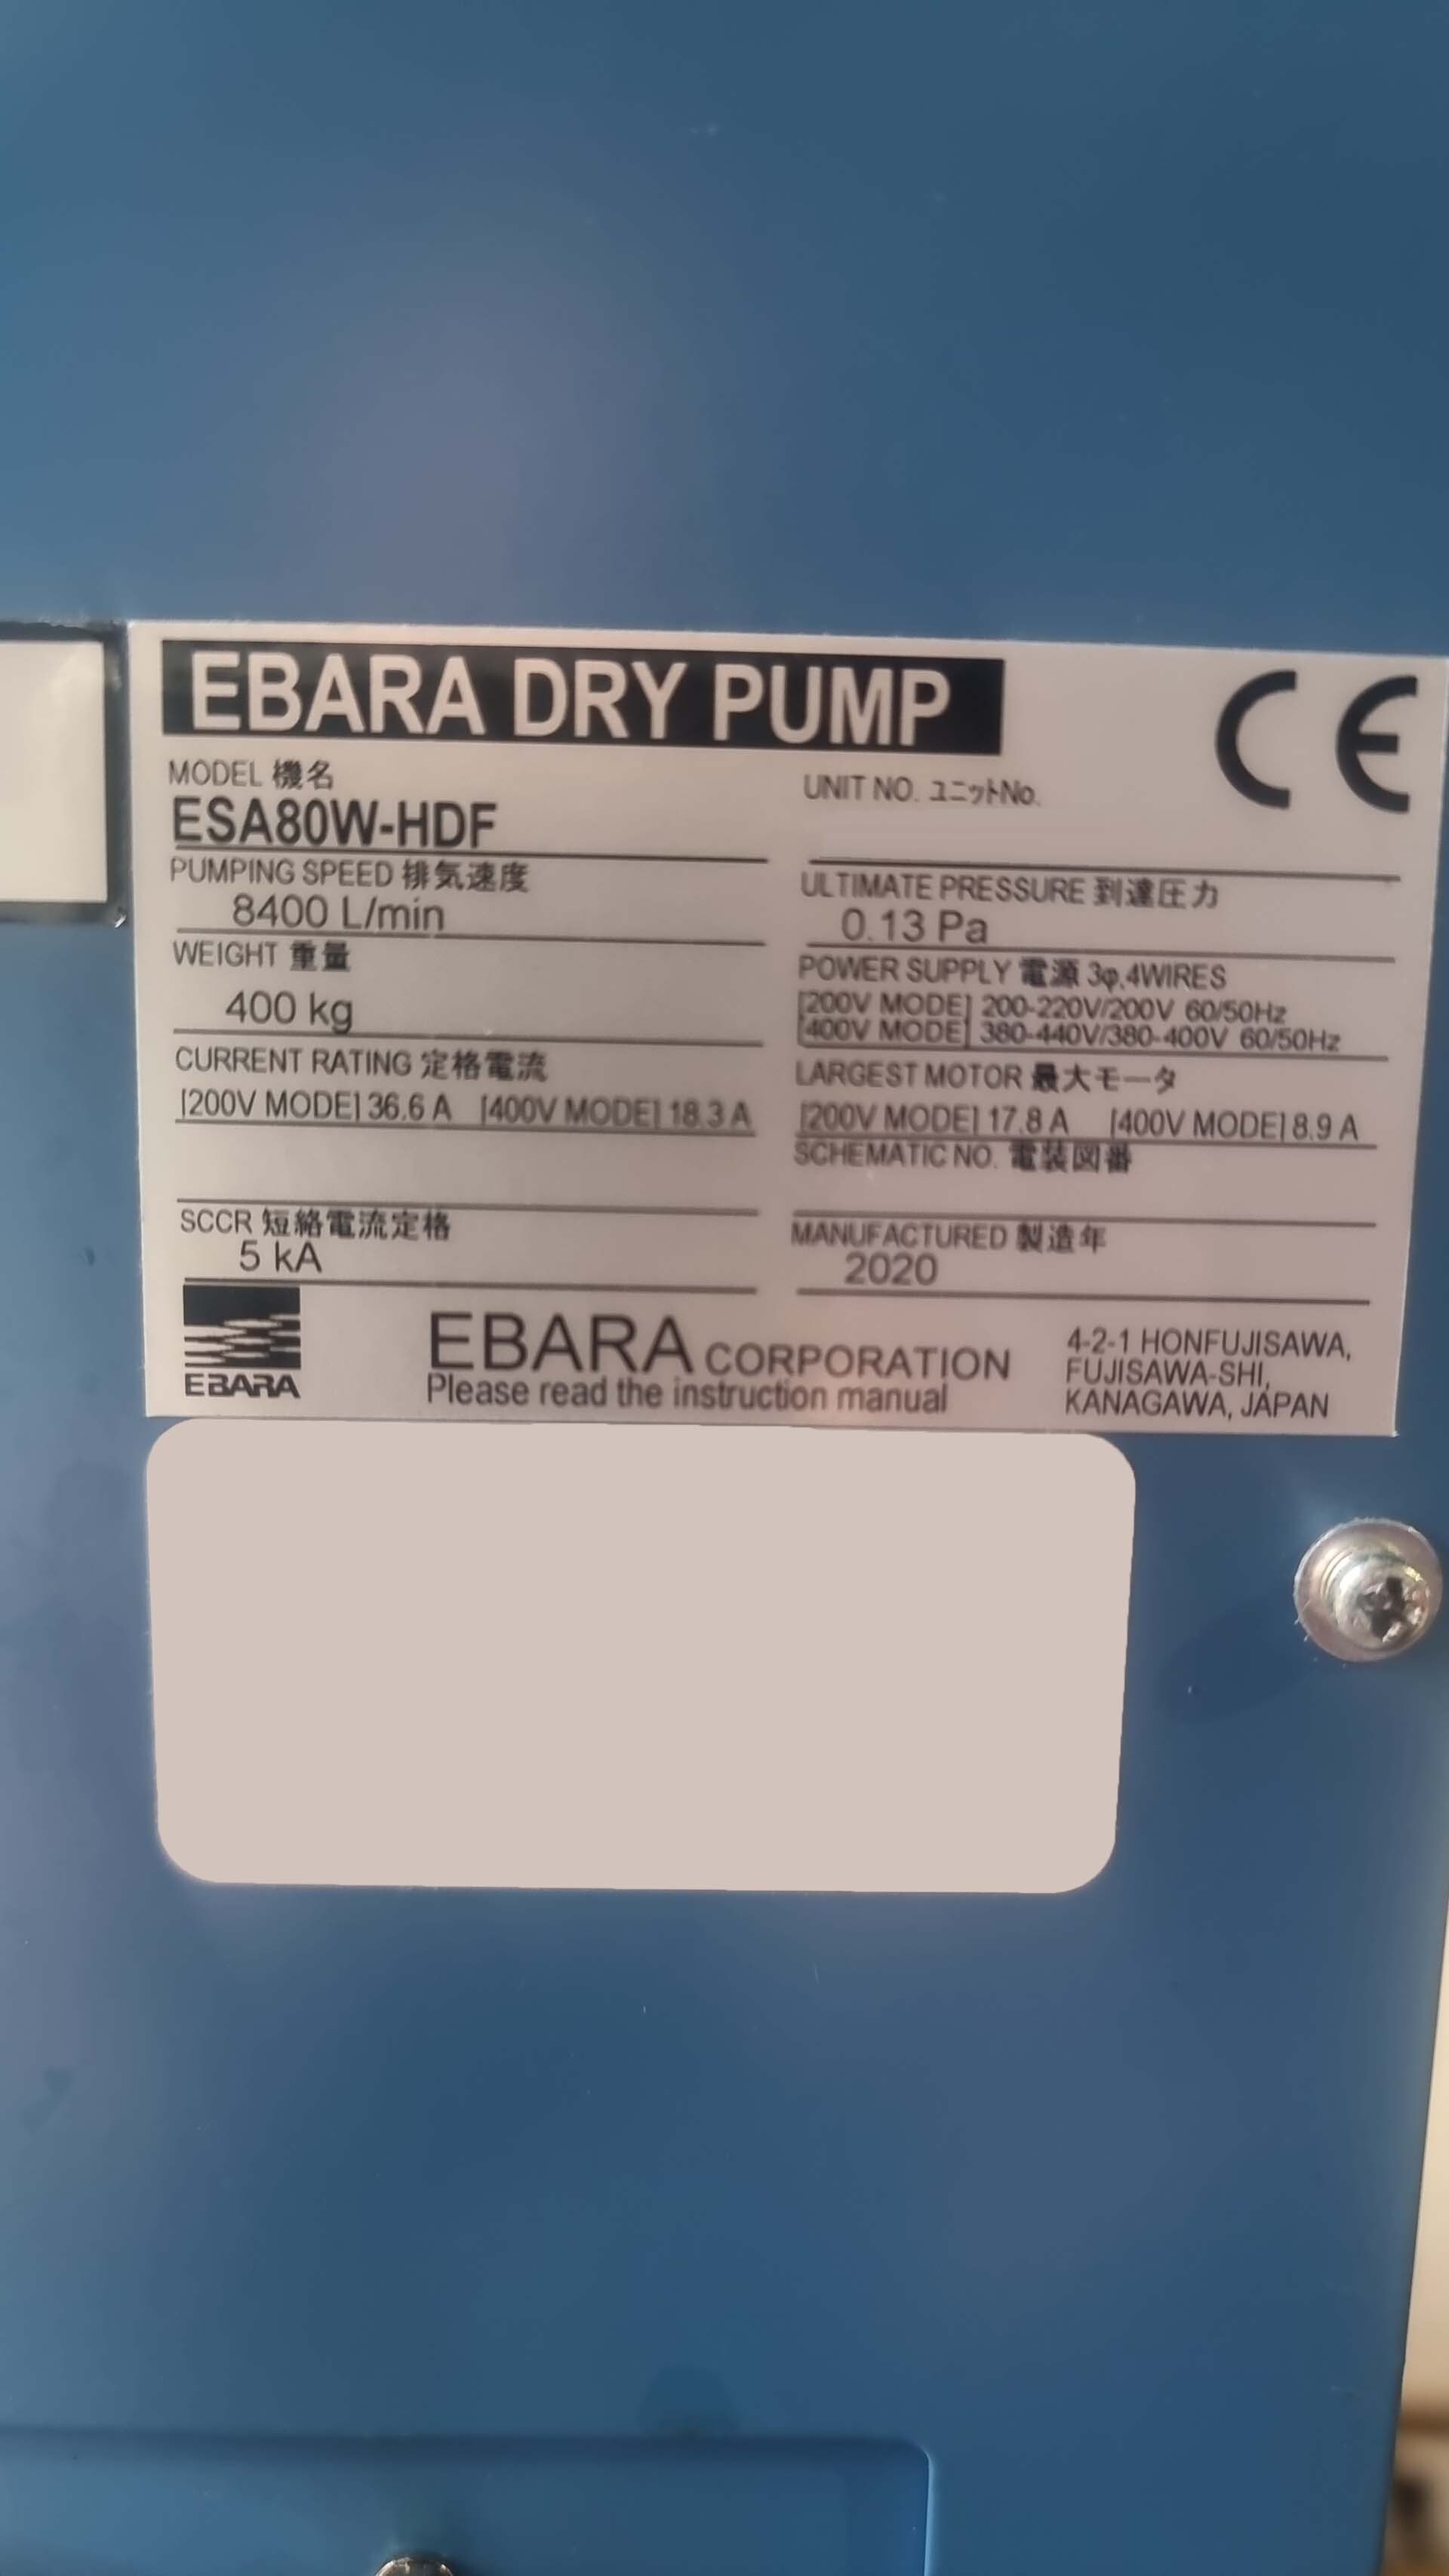 EBARA DRY PUMP
CE
MODEL 機名
ESA80W-HDF
UNIT NO. ユニットNo.
PUMPING SPEED 排気速度
8400 L/min
ULTIMATE PRESSURE 到達圧力
0.13 Pa
WEIGHT 重量
400 kg
POWER SUPPLY 電源 3φ,4WIRES
[200V MODE] 200-220V/200V 60/50Hz
[400V MODE] 380-440V/380-400V 60/50Hz
CURRENT RATING 定格電流
[200V MODE] 36.6 A [400V MODE] 18.3 A
LARGEST MOTOR 最大モータ
[200V MODE] 17.8 A [400V MODE] 8.9 A
SCHEMATIC NO. 電装図番
SCCR 短絡電流定格
5 kA
MANUFACTURED 製造年
2020
EBARA
EBARA CORPORATION
Please read the instruction manual
4-2-1 HONFUJISAWA,
FUJISAWA-SHI,
KANAGAWA, JAPAN